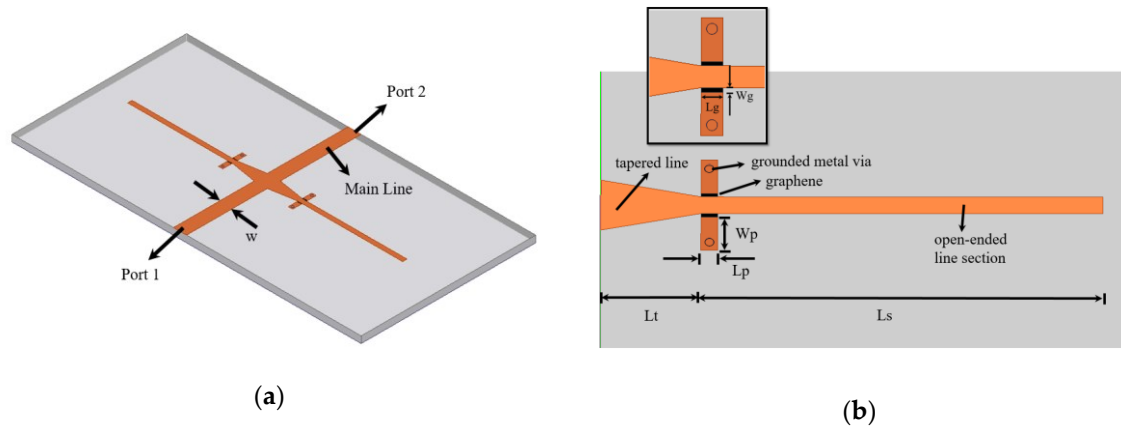 Port 2
Main Line
w
Port 1
(a)
Wg
Lg
tapered line
grounded metal via
graphene
Wp
open-ended
line section
Lp
Lt
Ls
(b)